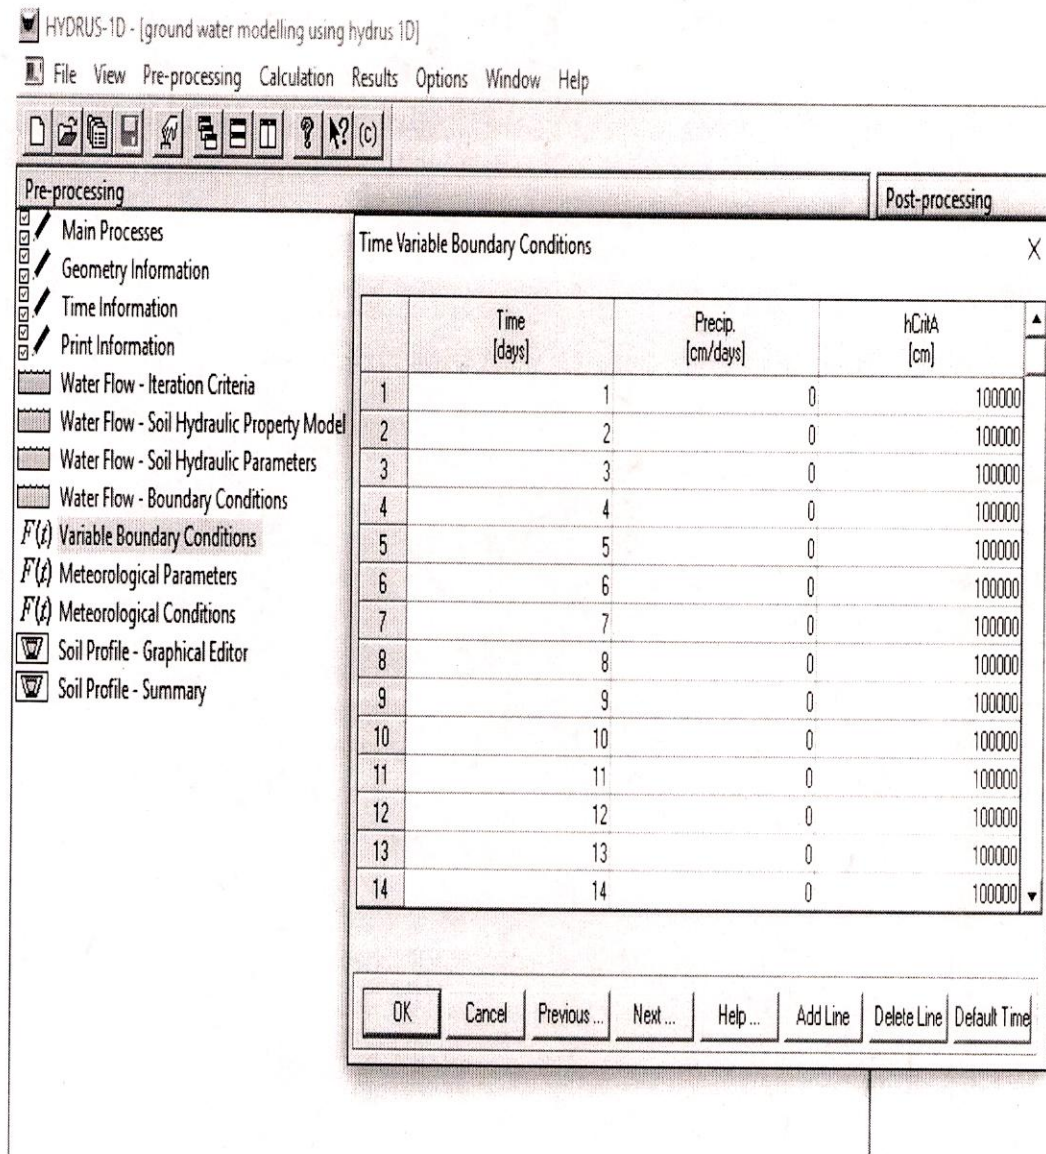 HYDRUS-1D - [ground water modelling using hydrus 1D]
File View Pre-processing Calculation Results Options Window Help
(c)
Pre-processing
Post-processing
Main Processes
Geometry Information
Time Information
Print Information
Water Flow - Iteration Criteria
Water Flow - Soil Hydraulic Property Model
Water Flow - Soil Hydraulic Parameters
Water Flow - Boundary Conditions
F(t) Variable Boundary Conditions
F(t) Meteorological Parameters
F(t) Meteorological Conditions
Soil Profile - Graphical Editor
Soil Profile - Summary
Time Variable Boundary Conditions
Time Precip. hCritA
[days] [cm/days] [cm]
1 1 0 100000
2 2 0 100000
3 3 0 100000
4 4 0 100000
5 5 0 100000
6 6 0 100000
7 7 0 100000
8 8 0 100000
9 9 0 100000
10 10 0 100000
11 11 0 100000
12 12 0 100000
13 13 0 100000
14 14 0 100000
OK Cancel Previous ... Next ... Help ... Add Line Delete Line Default Time